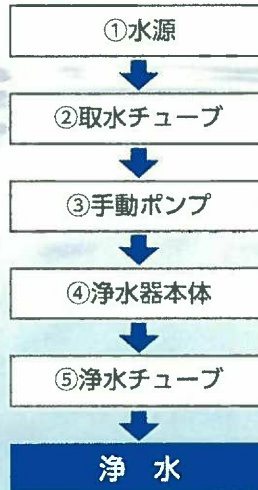 ①水源
②取水チューブ
③手動ポンプ
④浄水器本体
⑤浄水チューブ
浄 水